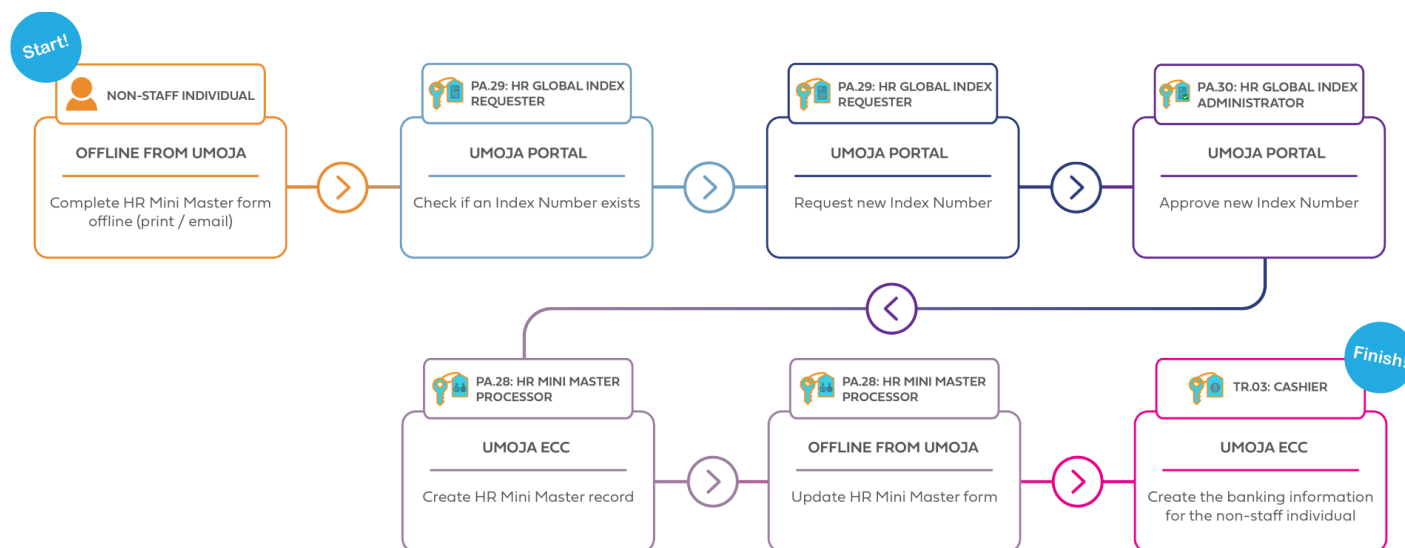 Start!
NON-STAFF INDIVIDUAL
OFFLINE FROM UMOJA
Complete HR Mini Master form
offline (print / email)
PA.29: HR GLOBAL INDEX
REQUESTER
UMOJA PORTAL
Check if an Index Number exists
PA.29: HR GLOBAL INDEX
REQUESTER
UMOJA PORTAL
Request new Index Number
PA.30: HR GLOBAL INDEX
ADMINISTRATOR
UMOJA PORTAL
Approve new Index Number
PA.28: HR MINI MASTER
PROCESSOR
UMOJA ECC
Create HR Mini Master record
PA.28: HR MINI MASTER
PROCESSOR
OFFLINE FROM UMOJA
Update HR Mini Master form
Finish!
TR.03: CASHIER
UMOJA ECC
Create the banking information
for the non-staff individual